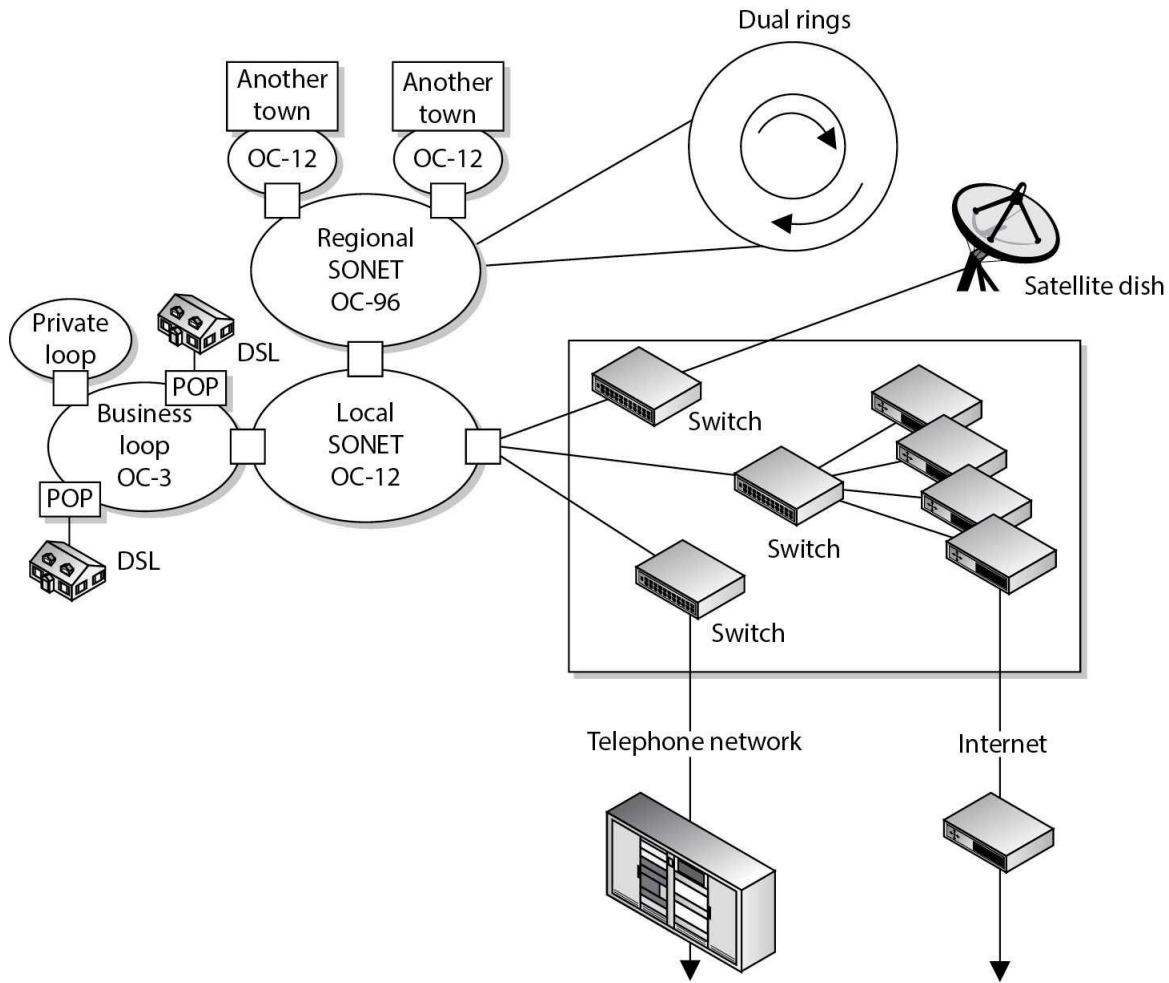 Dual rings
Another
town
Another
town
OC-12
OC-12
Regional
SONET
OC-96
Satellite dish
Private
loop
DSL
POP
Business
loop
OC-3
Local
SONET
OC-12
Switch
POP
Switch
DSL
Switch
Telephone network
Internet